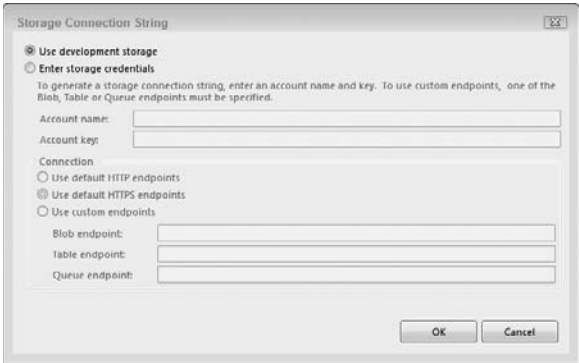 Storage Connection String
Use development storage
Enter storage credentials
To generate a storage connection string, enter an account name and key. To use custom endpoints, one of the
Blob, Table or Queue endpoints must be specified.
Account name:
Account key:
Connection
Use default HTTP endpoints
Use default HTTPS endpoints
Use custom endpoints
Blob endpoint:
Table endpoint:
Queue endpoint:
OK Cancel